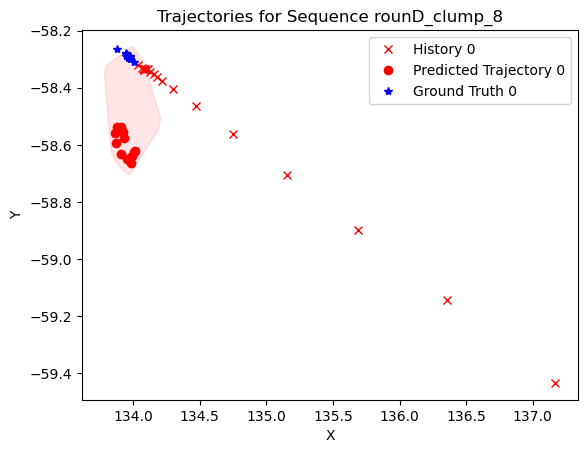 Trajectories for Sequence rounD_clump_8
History 0
Predicted Trajectory 0
Ground Truth 0
Y
−58.2
−58.4
−58.6
−58.8
−59.0
−59.2
−59.4
134.0 134.5 135.0 135.5 136.0 136.5 137.0
X